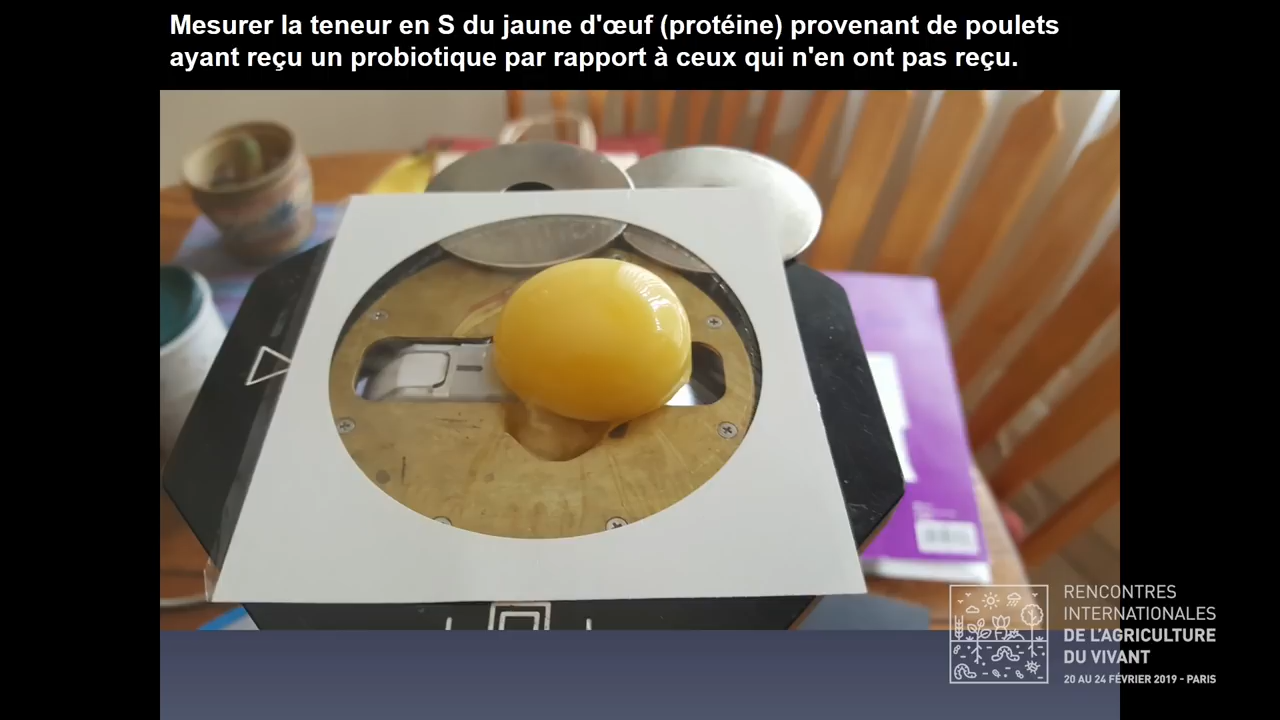 Mesurer la teneur en S du jaune d'œuf (protéine) provenant de poulets
ayant reçu un probiotique par rapport à ceux qui n'en ont pas reçu.
RENCONTRES
INTERNATIONALES
DE L'AGRICULTURE
DU VIVANT
20 AU 24 FÉVRIER 2019 - PARIS